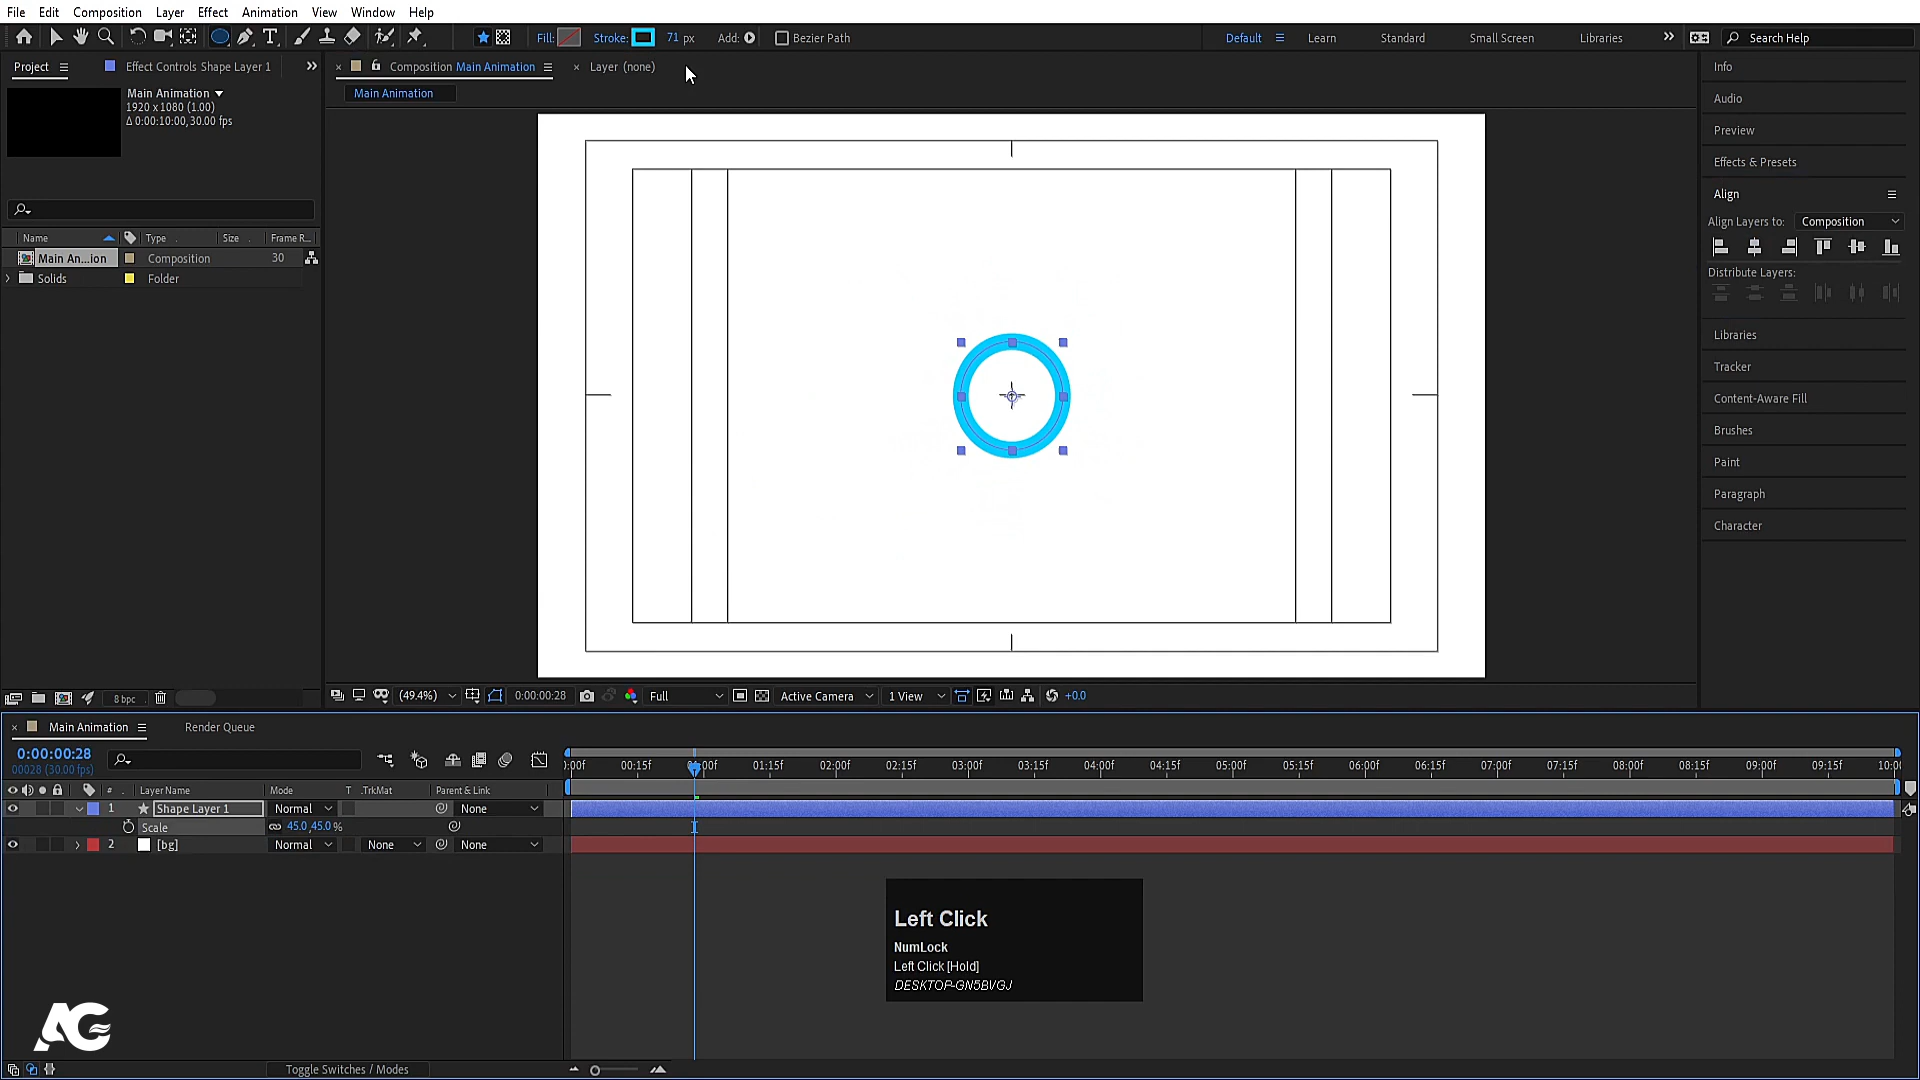 File Edit Composition Layer Effect Animation View Window Help
Fill: Stroke: 71 px Add: Bezier Path Default Learn Standard Small Screen Libraries Search Help
Project Effect Controls Shape Layer 1
Composition Main Animation Layer (none)
Main Animation
Main Animation
1920 x 1080 (1.00)
Δ 0:00:10:00, 30.00 fps
Name Type Size Frame R...
Main An...ion Composition 30
Solids Folder
8 bpc
(49.4%) 0:00:00:28 Full Active Camera 1 View +0.0
Info
Audio
Preview
Effects & Presets
Align
Align Layers to: Composition
Distribute Layers:
Libraries
Tracker
Content-Aware Fill
Brushes
Paint
Paragraph
Character
Main Animation Render Queue
0:00:00:28
00028 (30.00 fps)
:00f 00:15f 01:15f 02:00f 02:15f 03:00f 03:15f 04:00f 04:15f 05:00f 05:15f 06:00f 06:15f 07:00f 07:15f 08:00f 08:15f 09:00f 09:15f 10:0
# Layer Name Mode T .TrkMat Parent & Link
1 Shape Layer 1 Normal None
Scale 45.0,45.0%
2 [bg] Normal None None
Left Click
NumLock
Left Click [Hold]
DESKTOP-GN5BVGJ
AG
Toggle Switches / Modes